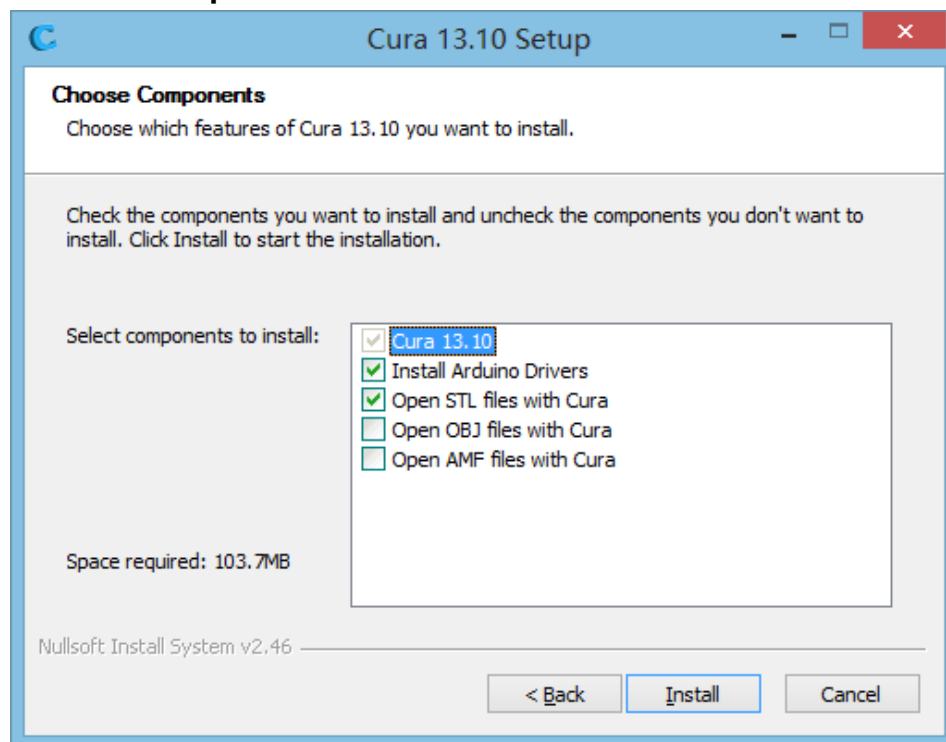 Cura 13.10 Setup
Choose Components
Choose which features of Cura 13.10 you want to install.
Check the components you want to install and uncheck the components you don't want to
install. Click Install to start the installation.
Select components to install:
Cura 13.10
Install Arduino Drivers
Open STL files with Cura
Open OBJ files with Cura
Open AMF files with Cura
Space required: 103.7MB
Nullsoft Install System v2.46
< Back
Install
Cancel